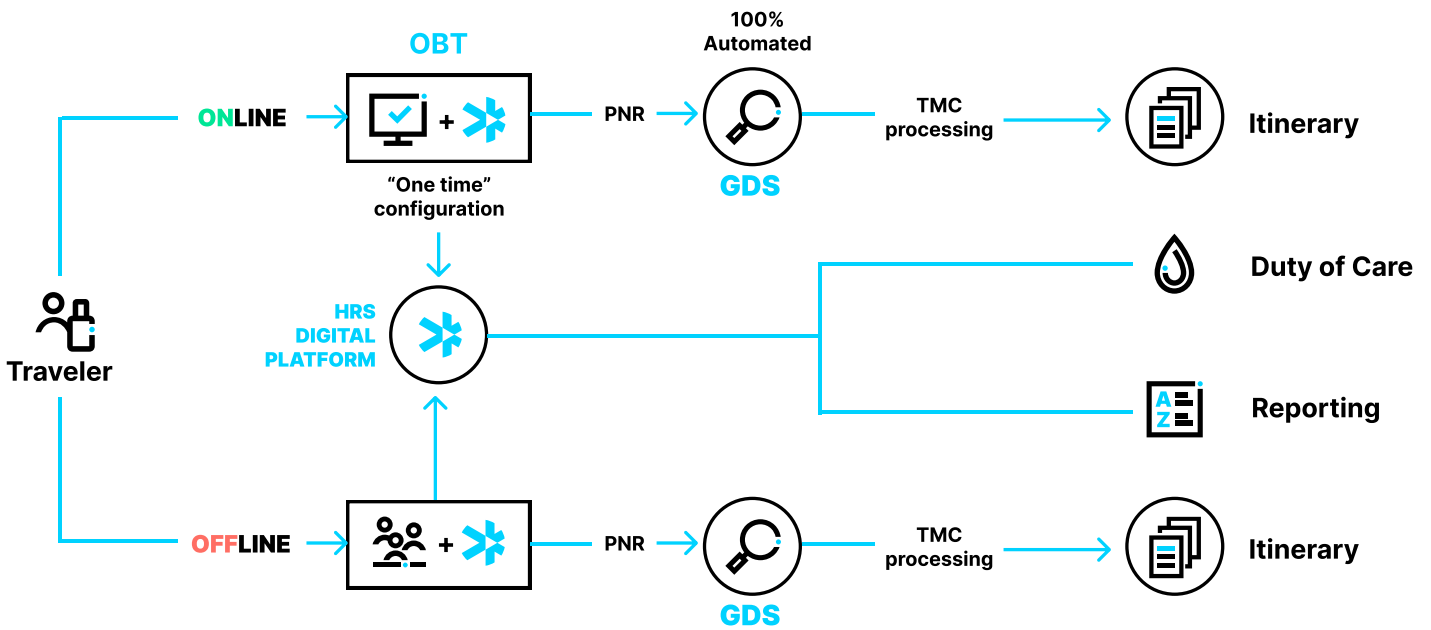 100%
Automated
OBT
ONLINE
+
PNR
TMC
processing
Itinerary
GDS
“One time”
configuration
Duty of Care
HRS
DIGITAL
PLATFORM
Traveler
A
Z
Reporting
OFFLINE
+
PNR
TMC
processing
Itinerary
GDS